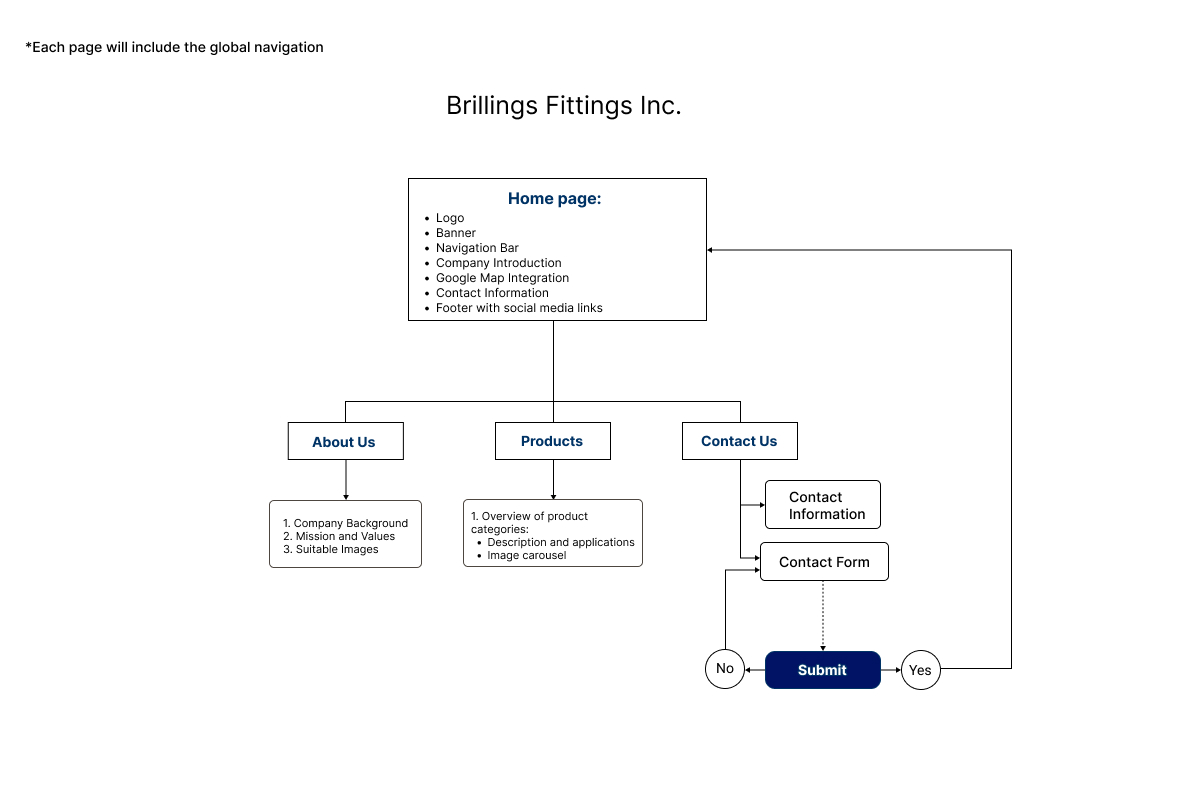 *Each page will include the global navigation
Brillings Fittings Inc.
Home page:
• Logo
• Banner
• Navigation Bar
• Company Introduction
• Google Map Integration
• Contact Information
• Footer with social media links
About Us
Products
Contact Us
1. Company Background
2. Mission and Values
3. Suitable Images
1. Overview of product
categories:
• Description and applications
• Image carousel
Contact
Information
Contact Form
No
Submit
Yes